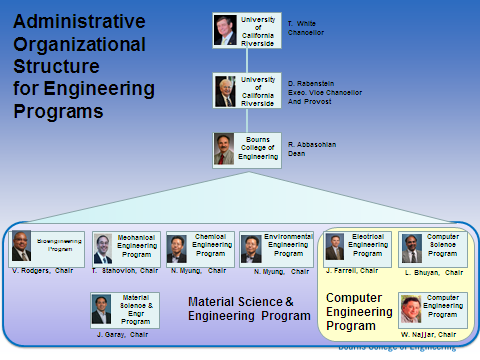 Administrative
Organizational
Structure
for Engineering
Programs
University
of
California
Riverside
T. White
Chancellor
University
of
California
Riverside
D. Rabenstein
Exec. Vice Chancellor
And Provost
Bourns
College of
Engineering
R. Abbasohian
Dean
Bioengineering
Program
V. Rodgers, Chair
Mechanical
Engineering
Program
T. Stahovich, Chair
Chemical
Engineering
Program
N. Myung, Chair
Environmental
Engineering
Program
N. Myung, Chair
Electrical
Engineering
Program
J. Farrell, Chair
Computer
Science
Program
L. Bhuyan, Chair
Material
Science &
Engr
Program
J. Garay, Chair
Material Science &
Engineering Program
Computer
Engineering
Program
Computer
Engineering
Program
W. Najjar, Chair
Bourns College of Engineering